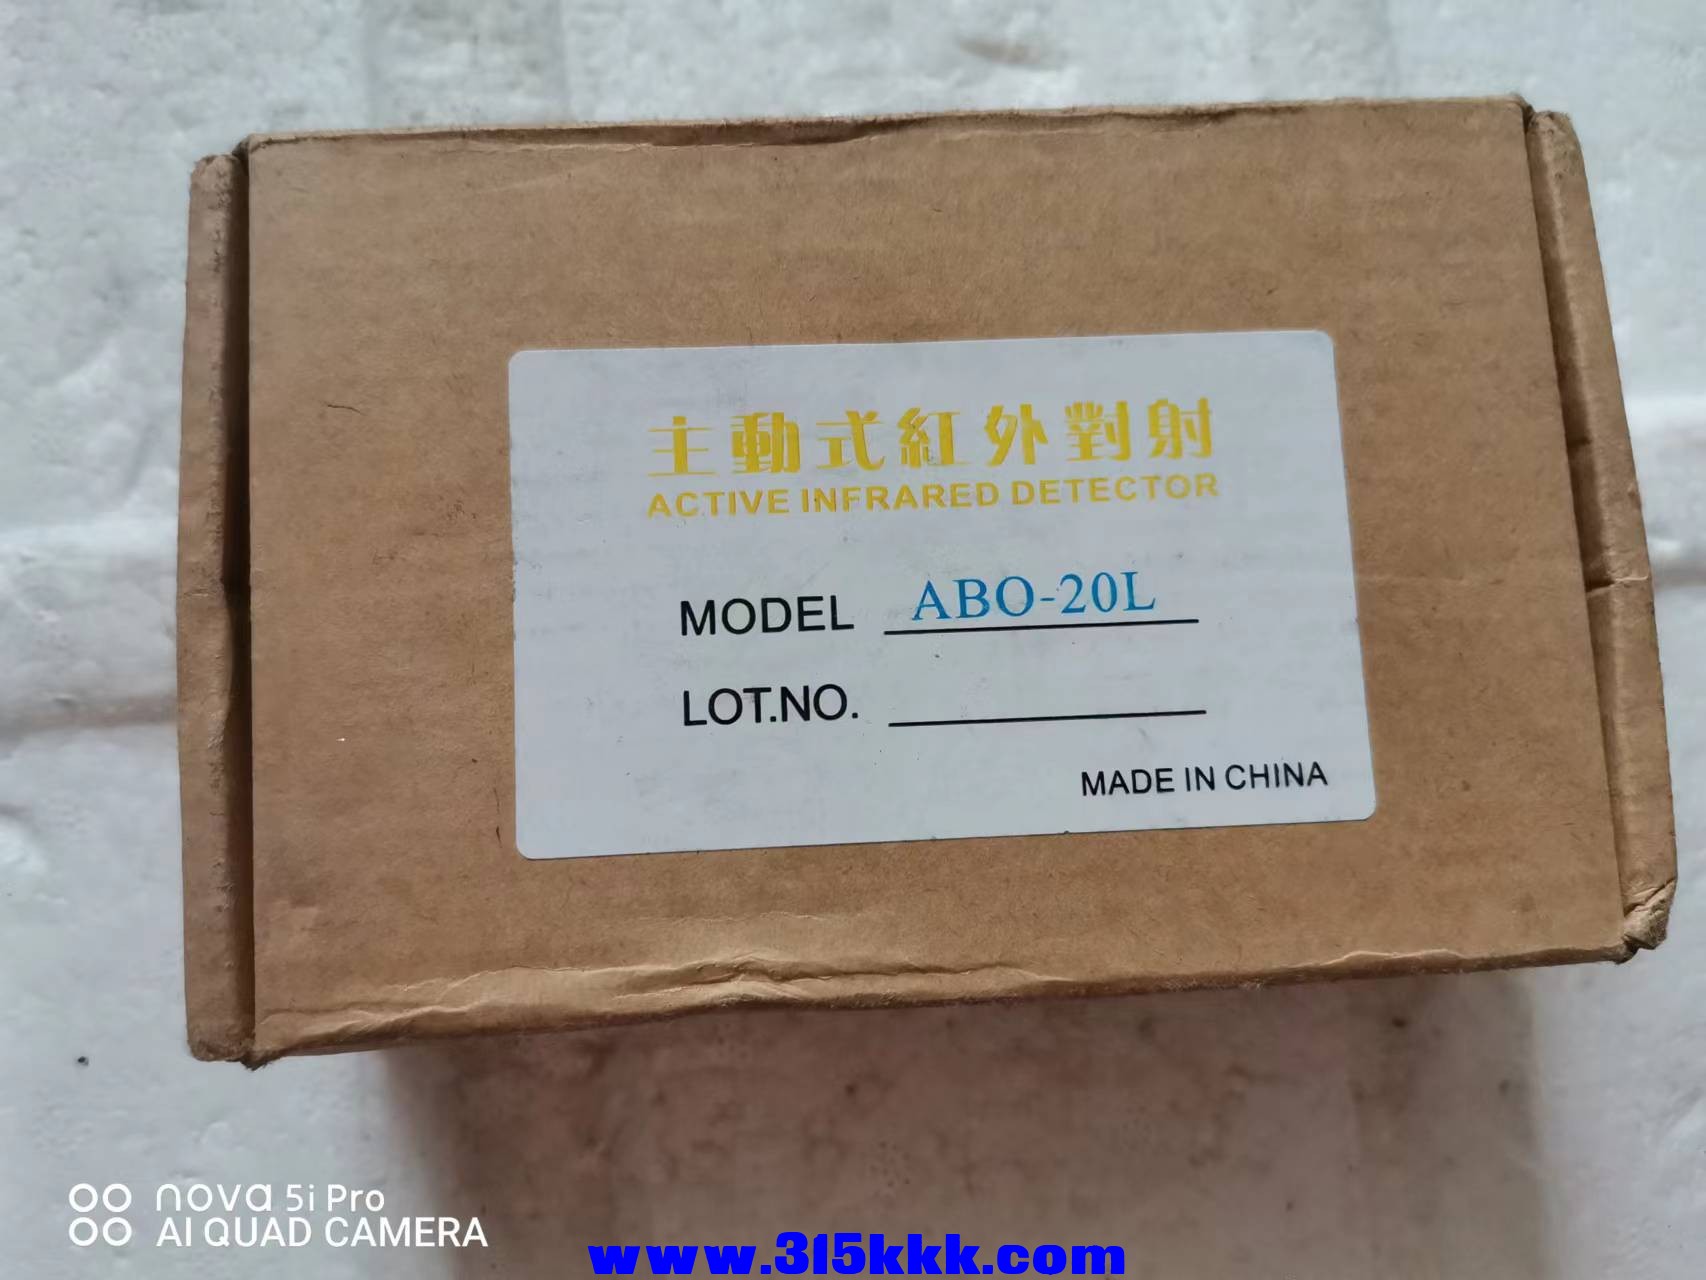 主動式紅外對射
ACTIVE INFRARED DETECTOR
MODEL ABO-20L
LOT.NO.
MADE IN CHINA
nova 5i Pro
AI QUAD CAMERA
www.315kkk.com